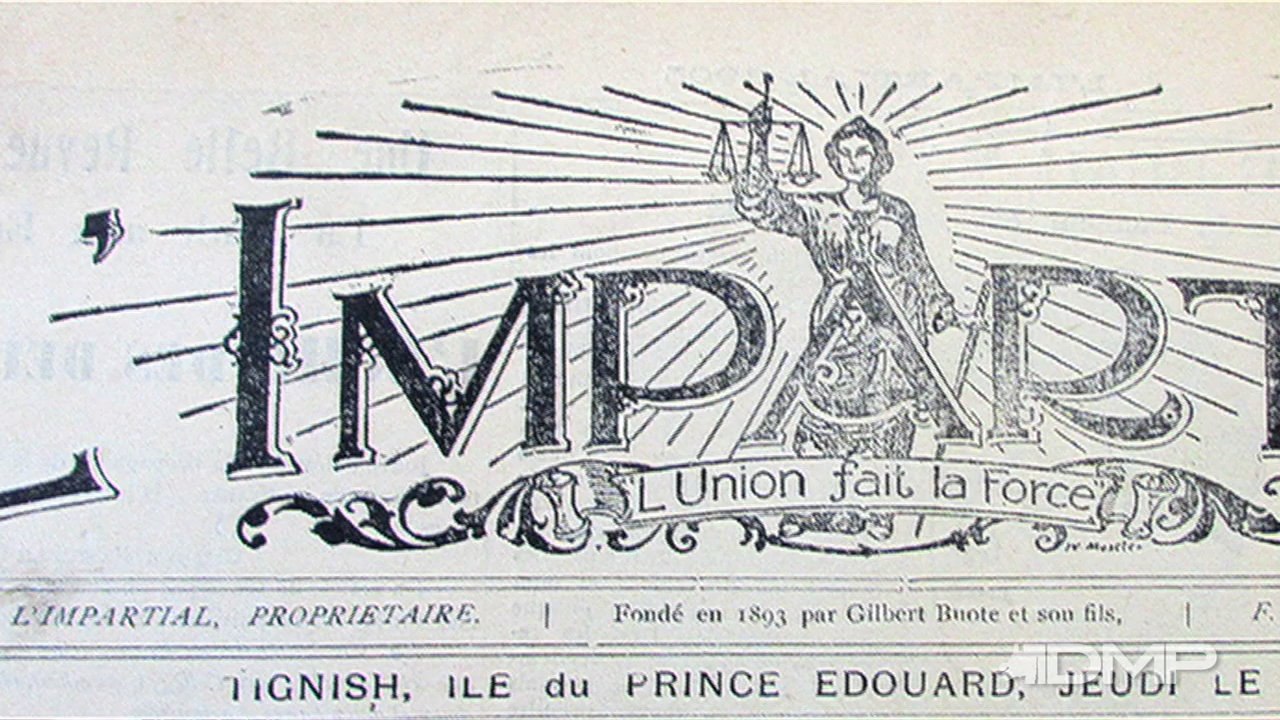 L'IMPART
L'Union fait la Force
L'IMPARTIAL, PROPRIETAIRE. | Fondé en 1893 par Gilbert Buote et son fils, | F.
TIGNISH, ILE du PRINCE EDOUARD, JEUDI LE
DMP